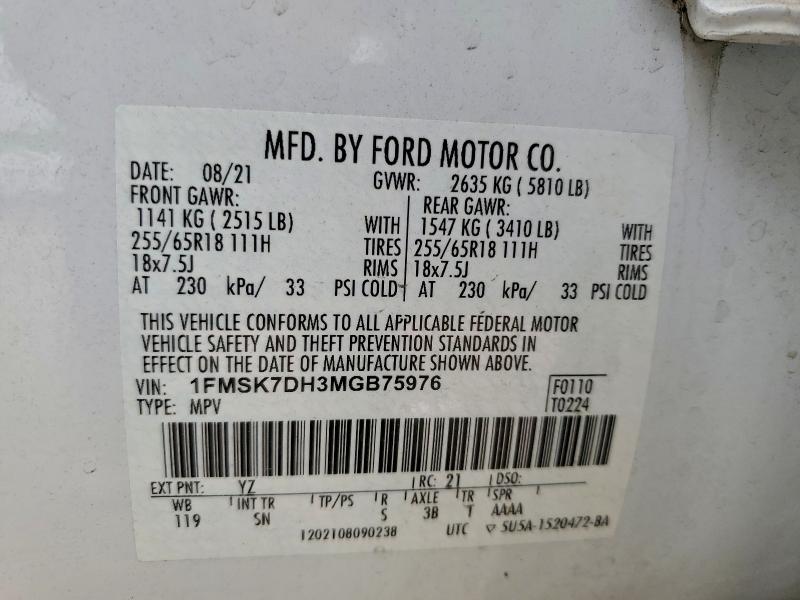 MFD. BY FORD MOTOR CO.
DATE: 08/21 GVWR: 2635 KG ( 5810 LB)
FRONT GAWR: REAR GAWR:
1141 KG ( 2515 LB) WITH 1547 KG ( 3410 LB) WITH
255/65R18 111H TIRES 255/65R18 111H TIRES
18x7.5J RIMS 18x7.5J RIMS
AT 230 kPa/ 33 PSI COLD AT 230 kPa/ 33 PSI COLD
THIS VEHICLE CONFORMS TO ALL APPLICABLE FEDERAL MOTOR
VEHICLE SAFETY AND THEFT PREVENTION STANDARDS IN
EFFECT ON THE DATE OF MANUFACTURE SHOWN ABOVE.
VIN: 1FMSK7DH3MGB75976 F0110
TYPE: MPV T0224
EXT PNT: YZ RC: 21 DSO:
WB INT TR TP/PS R AXLE TR SPR
119 SN S 3B T AAAA
1202108090238 UTC ▽ 5U5A-1520472-BA